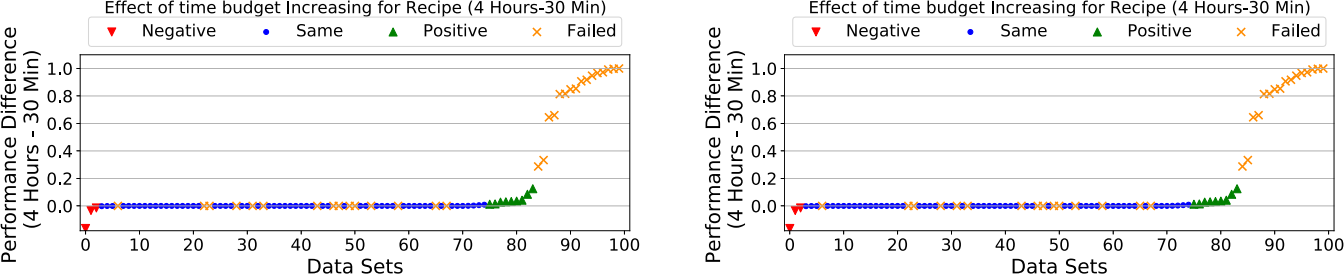 Effect of time budget Increasing for Recipe (4 Hours-30 Min)
Negative Same Positive Failed
Performance Difference
(4 Hours - 30 Min)
1.0
0.8
0.6
0.4
0.2
0.0
0 10 20 30 40 50 60 70 80 90 100
Data Sets
Effect of time budget Increasing for Recipe (4 Hours-30 Min)
Negative Same Positive Failed
Performance Difference
(4 Hours - 30 Min)
1.0
0.8
0.6
0.4
0.2
0.0
0 10 20 30 40 50 60 70 80 90 100
Data Sets